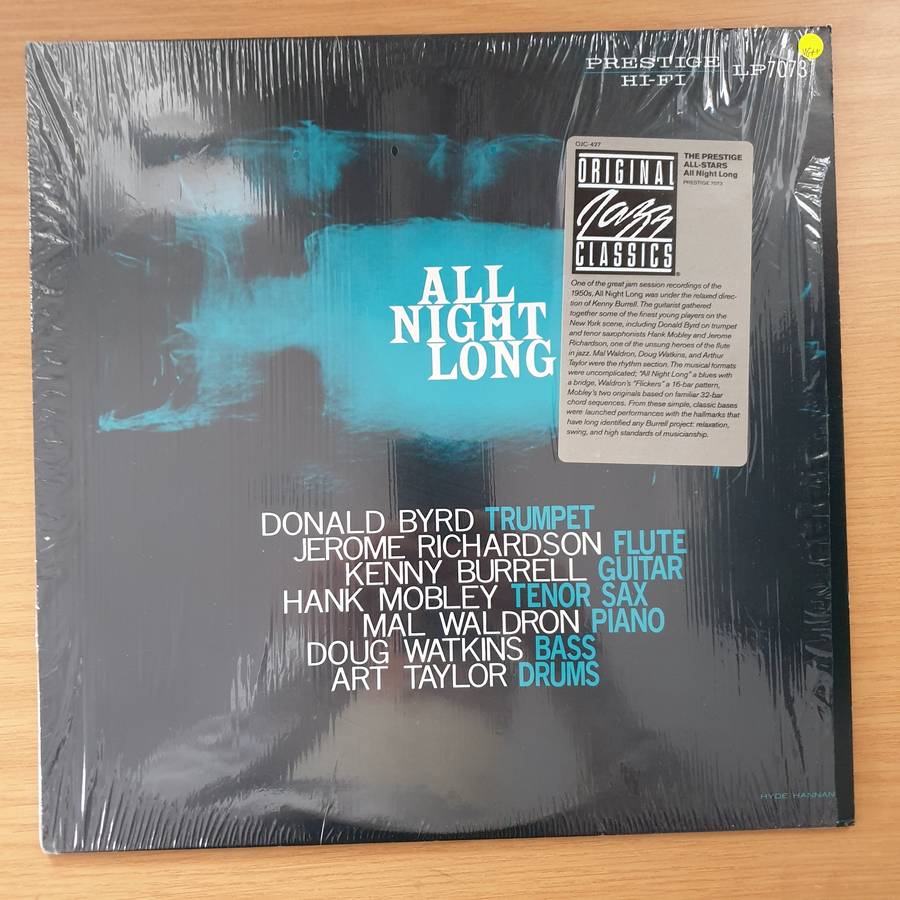 PRESTIGE
HI-FI
LP7073
VG++
OJC-427
ORIGINAL
Jazz
CLASSICS
®
THE PRESTIGE
ALL-STARS
All Night Long
PRESTIGE 7073
One of the great jam session recordings of the
1950s, All Night Long was under the relaxed direc-
tion of Kenny Burrell. The guitarist gathered
together some of the finest young players on the
New York scene, including Donald Byrd on trumpet
and tenor saxophonists Hank Mobley and Jerome
Richardson, one of the unsung heroes of the flute
in jazz. Mal Waldron, Doug Watkins, and Arthur
Taylor were the rhythm section. The musical formats
were uncomplicated; "All Night Long" a blues with
a bridge, Waldron's "Flickers" a 16-bar pattern,
Mobley's two originals based on familiar 32-bar
chord sequences. From these simple, classic bases
were launched performances with the hallmarks that
have long identified any Burrell project: relaxation,
swing, and high standards of musicianship.
ALL
NIGHT
LONG
DONALD BYRD TRUMPET
JEROME RICHARDSON FLUTE
KENNY BURRELL GUITAR
HANK MOBLEY TENOR SAX
MAL WALDRON PIANO
DOUG WATKINS BASS
ART TAYLOR DRUMS
HYDE HANNAN